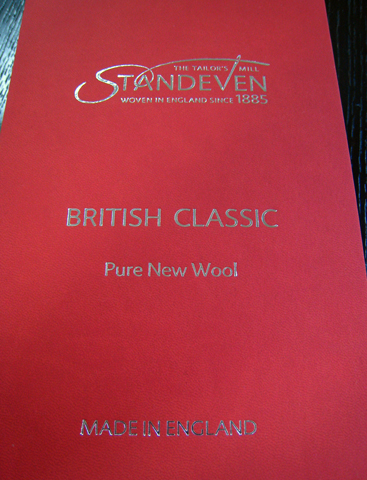 THE TAILOR'S MILL
STANDEVEN
WOVEN IN ENGLAND SINCE 1885
BRITISH CLASSIC
Pure New Wool
MADE IN ENGLAND